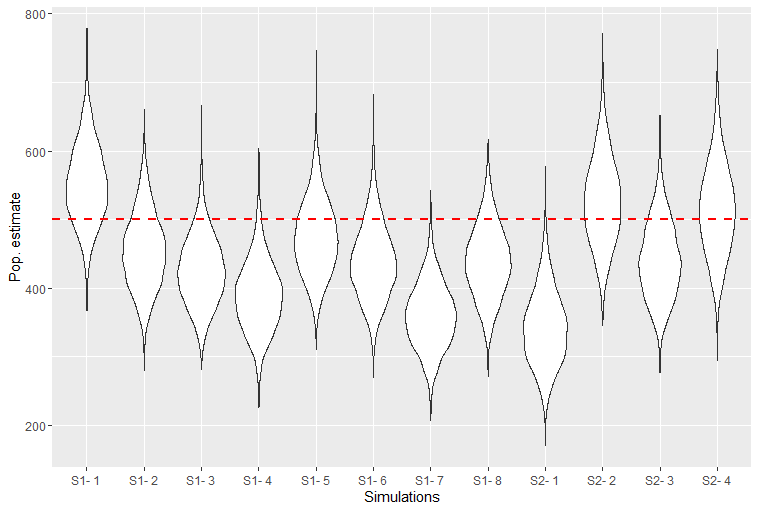 800
600
400
200
Pop. estimate
S1- 1 S1- 2 S1- 3 S1- 4 S1- 5 S1- 6 S1- 7 S1- 8 S2- 1 S2- 2 S2- 3 S2- 4
Simulations